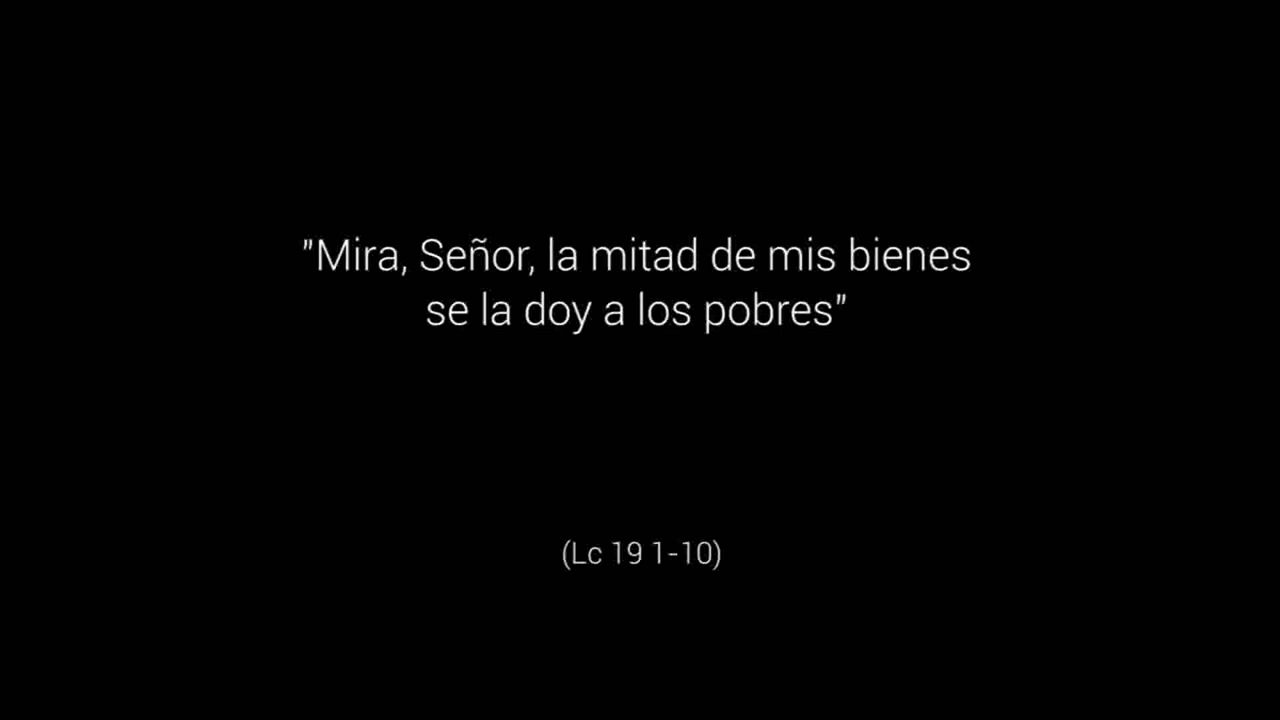 "Mira, Señor, la mitad de mis bienes
se la doy a los pobres"
(Lc 19 1-10)